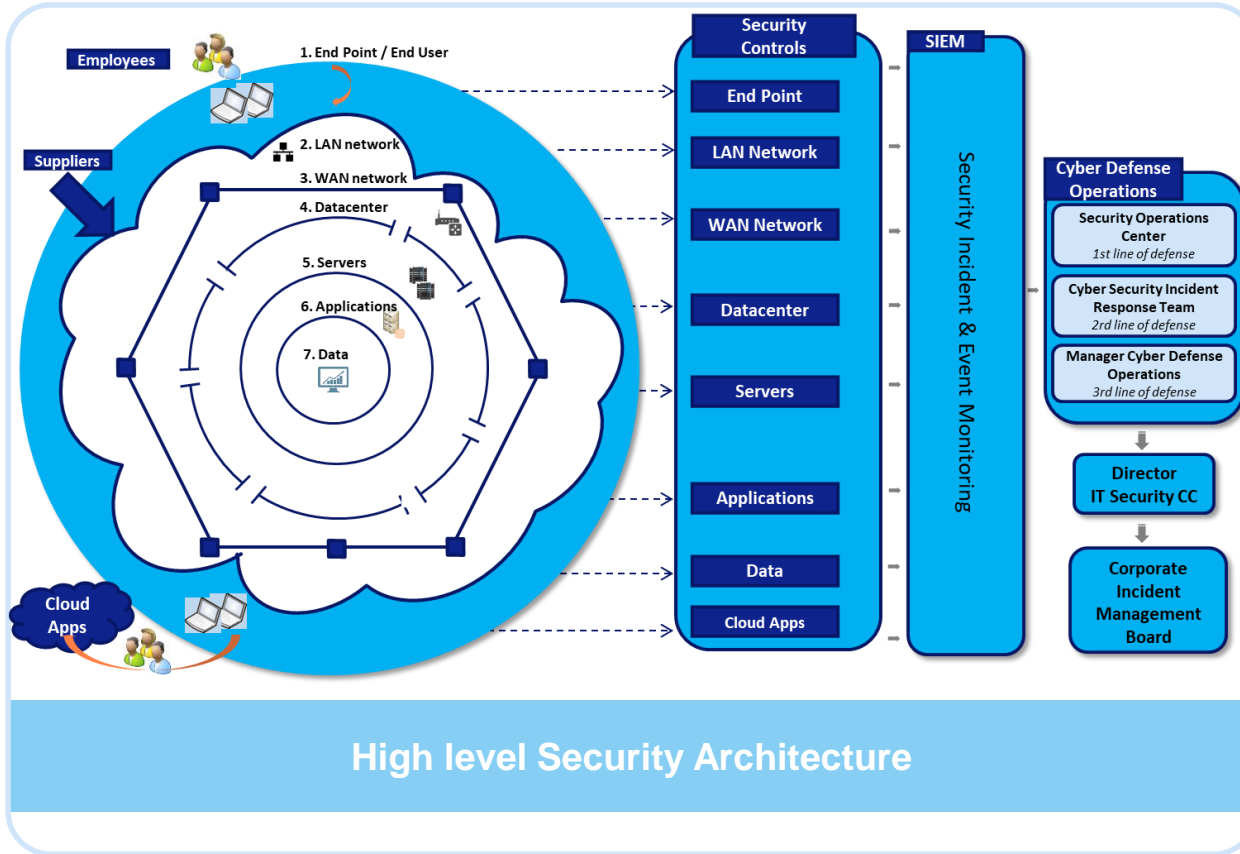 Employees
1. End Point / End User
Suppliers
2. LAN network
3. WAN network
4. Datacenter
5. Servers
6. Applications
7. Data
Cloud
Apps
Security
Controls
End Point
LAN Network
WAN Network
Datacenter
Servers
Applications
Data
Cloud Apps
SIEM
Security Incident & Event Monitoring
Cyber Defense
Operations
Security Operations
Center
1st line of defense
Cyber Security Incident
Response Team
2rd line of defense
Manager Cyber Defense
Operations
3rd line of defense
Director
IT Security CC
Corporate
Incident
Management
Board
High level Security Architecture